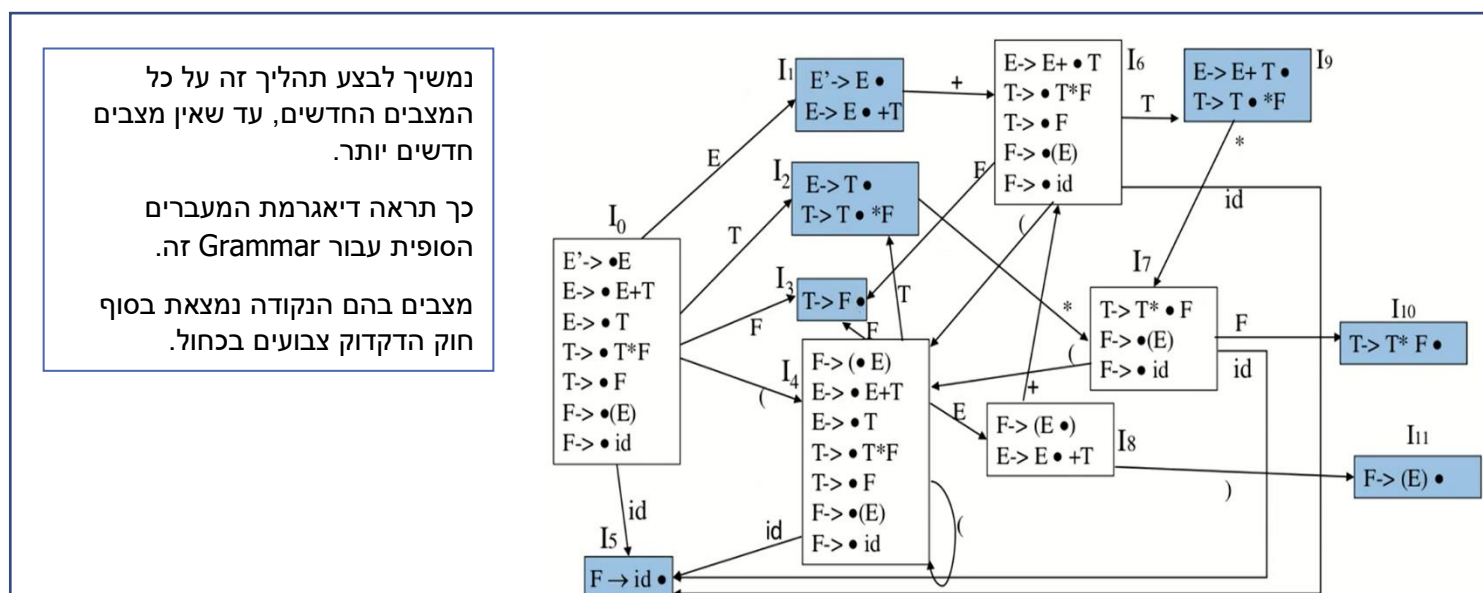 נמשיך לבצע תהליך זה על כל
המצבים החדשים, עד שאין מצבים
חדשים יותר.
כך תראה דיאגרמת המעברים
הסופית עבור Grammar זה.
מצבים בהם הנקודה נמצאת בסוף
חוק הדקדוק צבועים בכחול.
I0
E'-> •E
E-> • E+T
E-> • T
T-> • T*F
T-> • F
F-> •(E)
F-> • id
E
T
F
(
id
I1
E'-> E •
E-> E • +T
+
I2
E-> T •
T-> T • *F
*
I3
T-> F •
I4
F-> (• E)
E-> • E+T
E-> • T
T-> • T*F
T-> • F
F-> •(E)
F-> • id
F
T
E
(
id
I5
F → id •
I6
E-> E+ • T
T-> • T*F
T-> • F
F-> •(E)
F-> • id
T
F
(
id
I7
T-> T* • F
F-> •(E)
F-> • id
F
(
id
I8
F-> (E •)
E-> E • +T
+
)
I9
E-> E+ T •
T-> T • *F
*
I10
T-> T* F •
I11
F-> (E) •